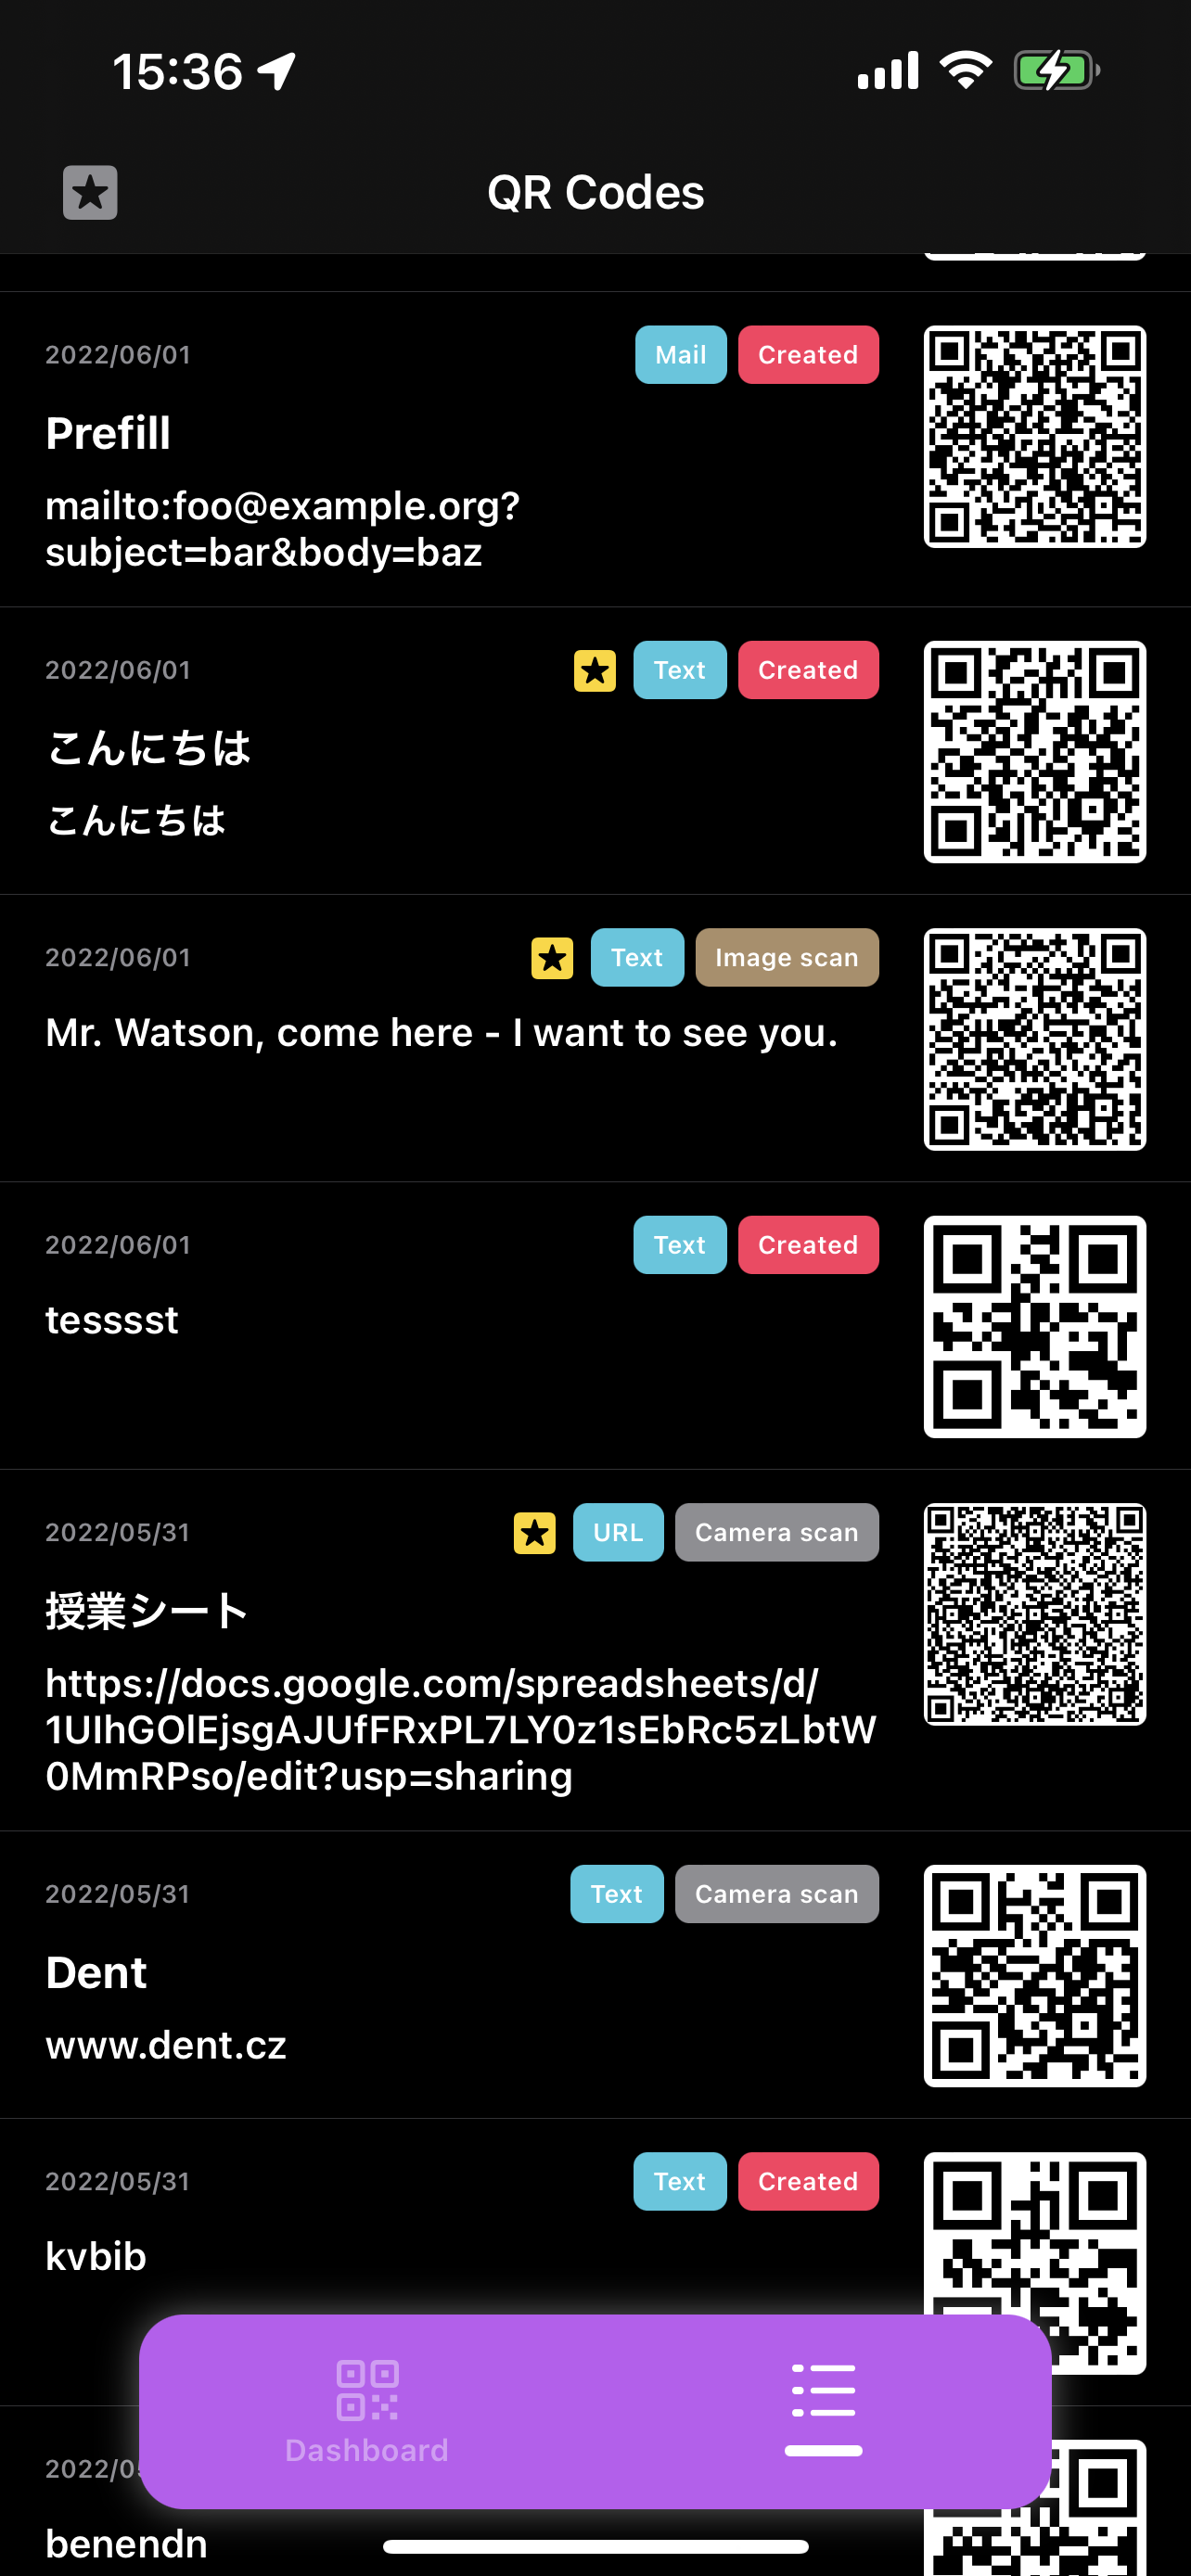 15:36
QR Codes
2022/06/01
Mail
Created
Prefill
mailto:foo@example.org?
subject=bar&body=baz
2022/06/01
Text
Created
こんにちは
こんにちは
2022/06/01
Text
Image scan
Mr. Watson, come here - I want to see you.
2022/06/01
Text
Created
tesssst
2022/05/31
URL
Camera scan
授業シート
https://docs.google.com/spreadsheets/d/
1UIhGOlEjsgAJUfFRxPL7LY0z1sEbRc5zLbtW
0MmRPso/edit?usp=sharing
2022/05/31
Text
Camera scan
Dent
www.dent.cz
2022/05/31
Text
Created
kvbib
Dashboard
benendn